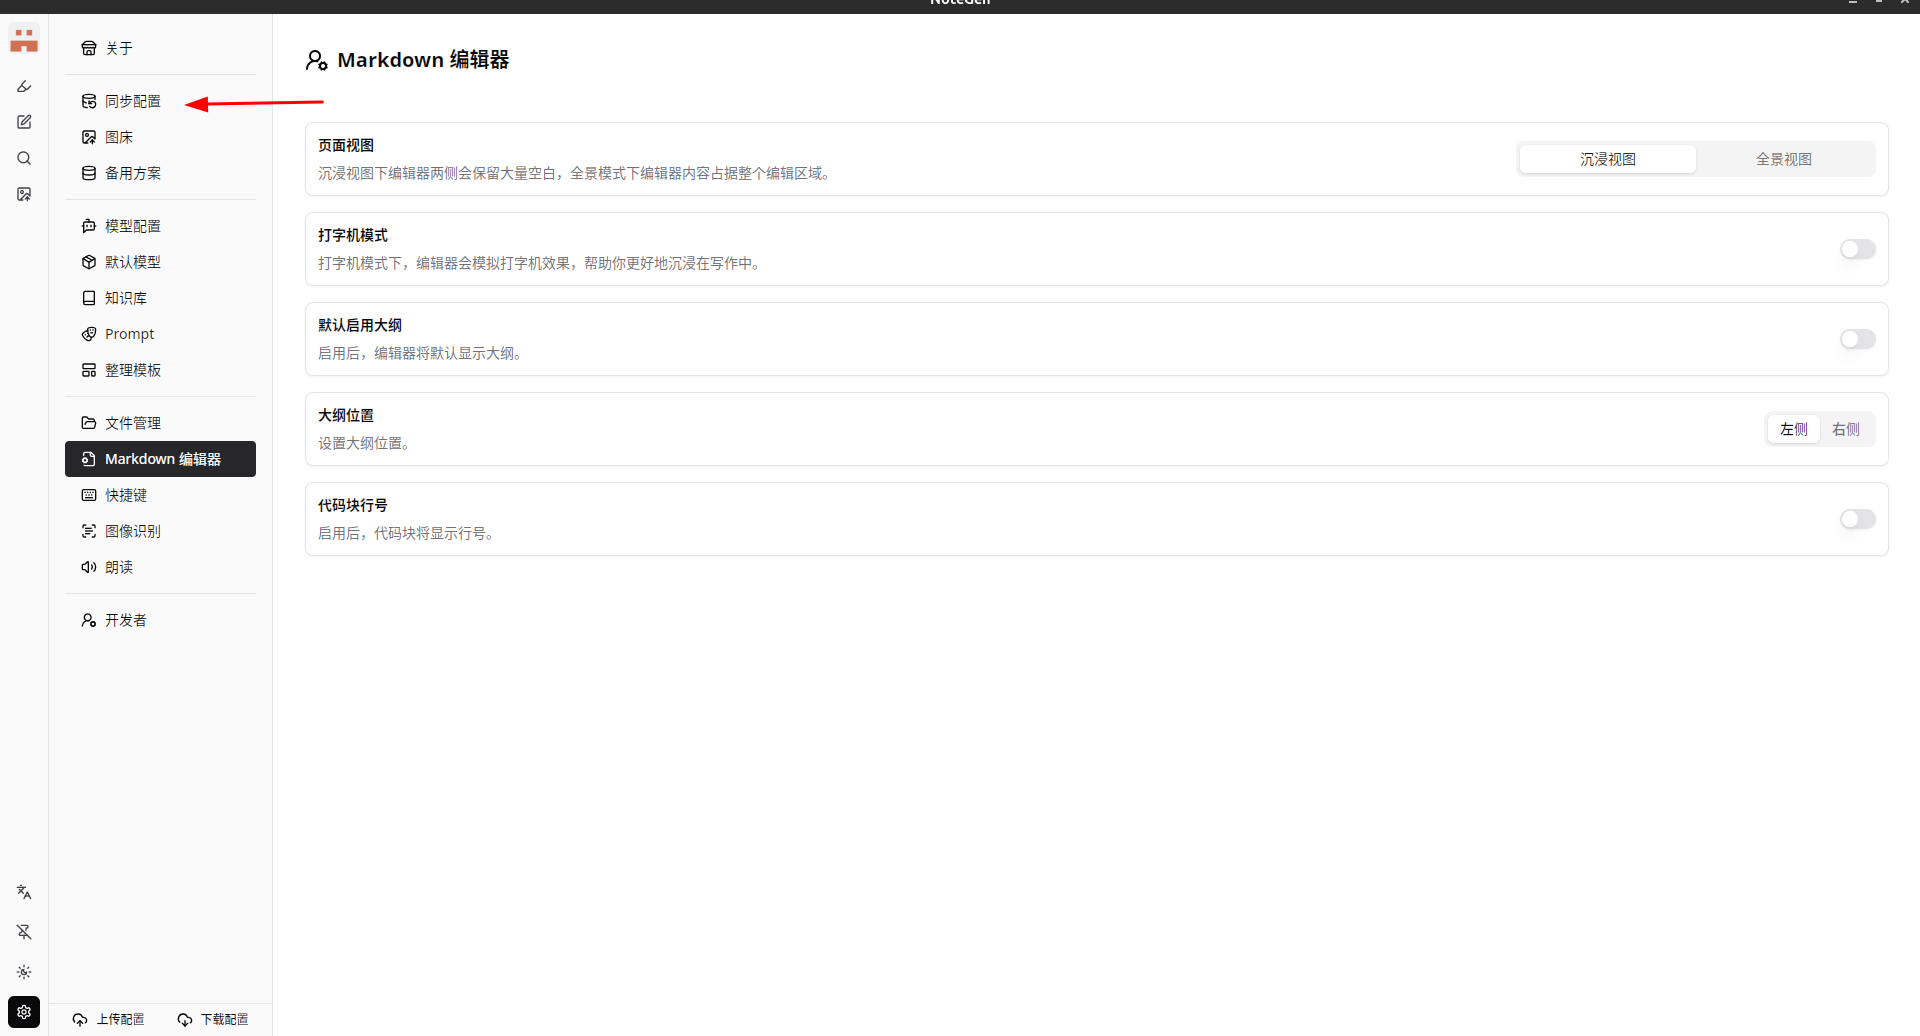 NoteGen
关于
同步配置
图床
备用方案
模型配置
默认模型
知识库
Prompt
整理模板
文件管理
Markdown 编辑器
快捷键
图像识别
朗读
开发者
上传配置
下载配置
Markdown 编辑器
页面视图
沉浸视图下编辑器两侧会保留大量空白，全景模式下编辑器内容占据整个编辑区域。
沉浸视图
全景视图
打字机模式
打字机模式下，编辑器会模拟打字机效果，帮助你更好地沉浸在写作中。
默认启用大纲
启用后，编辑器将默认显示大纲。
大纲位置
设置大纲位置。
左侧
右侧
代码块行号
启用后，代码块将显示行号。